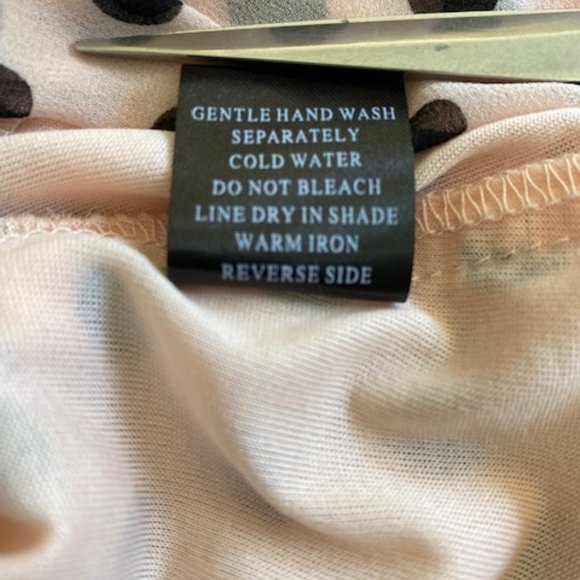 GENTLE HAND WASH
SEPARATELY
COLD WATER
DO NOT BLEACH
LINE DRY IN SHADE
WARM IRON
REVERSE SIDE